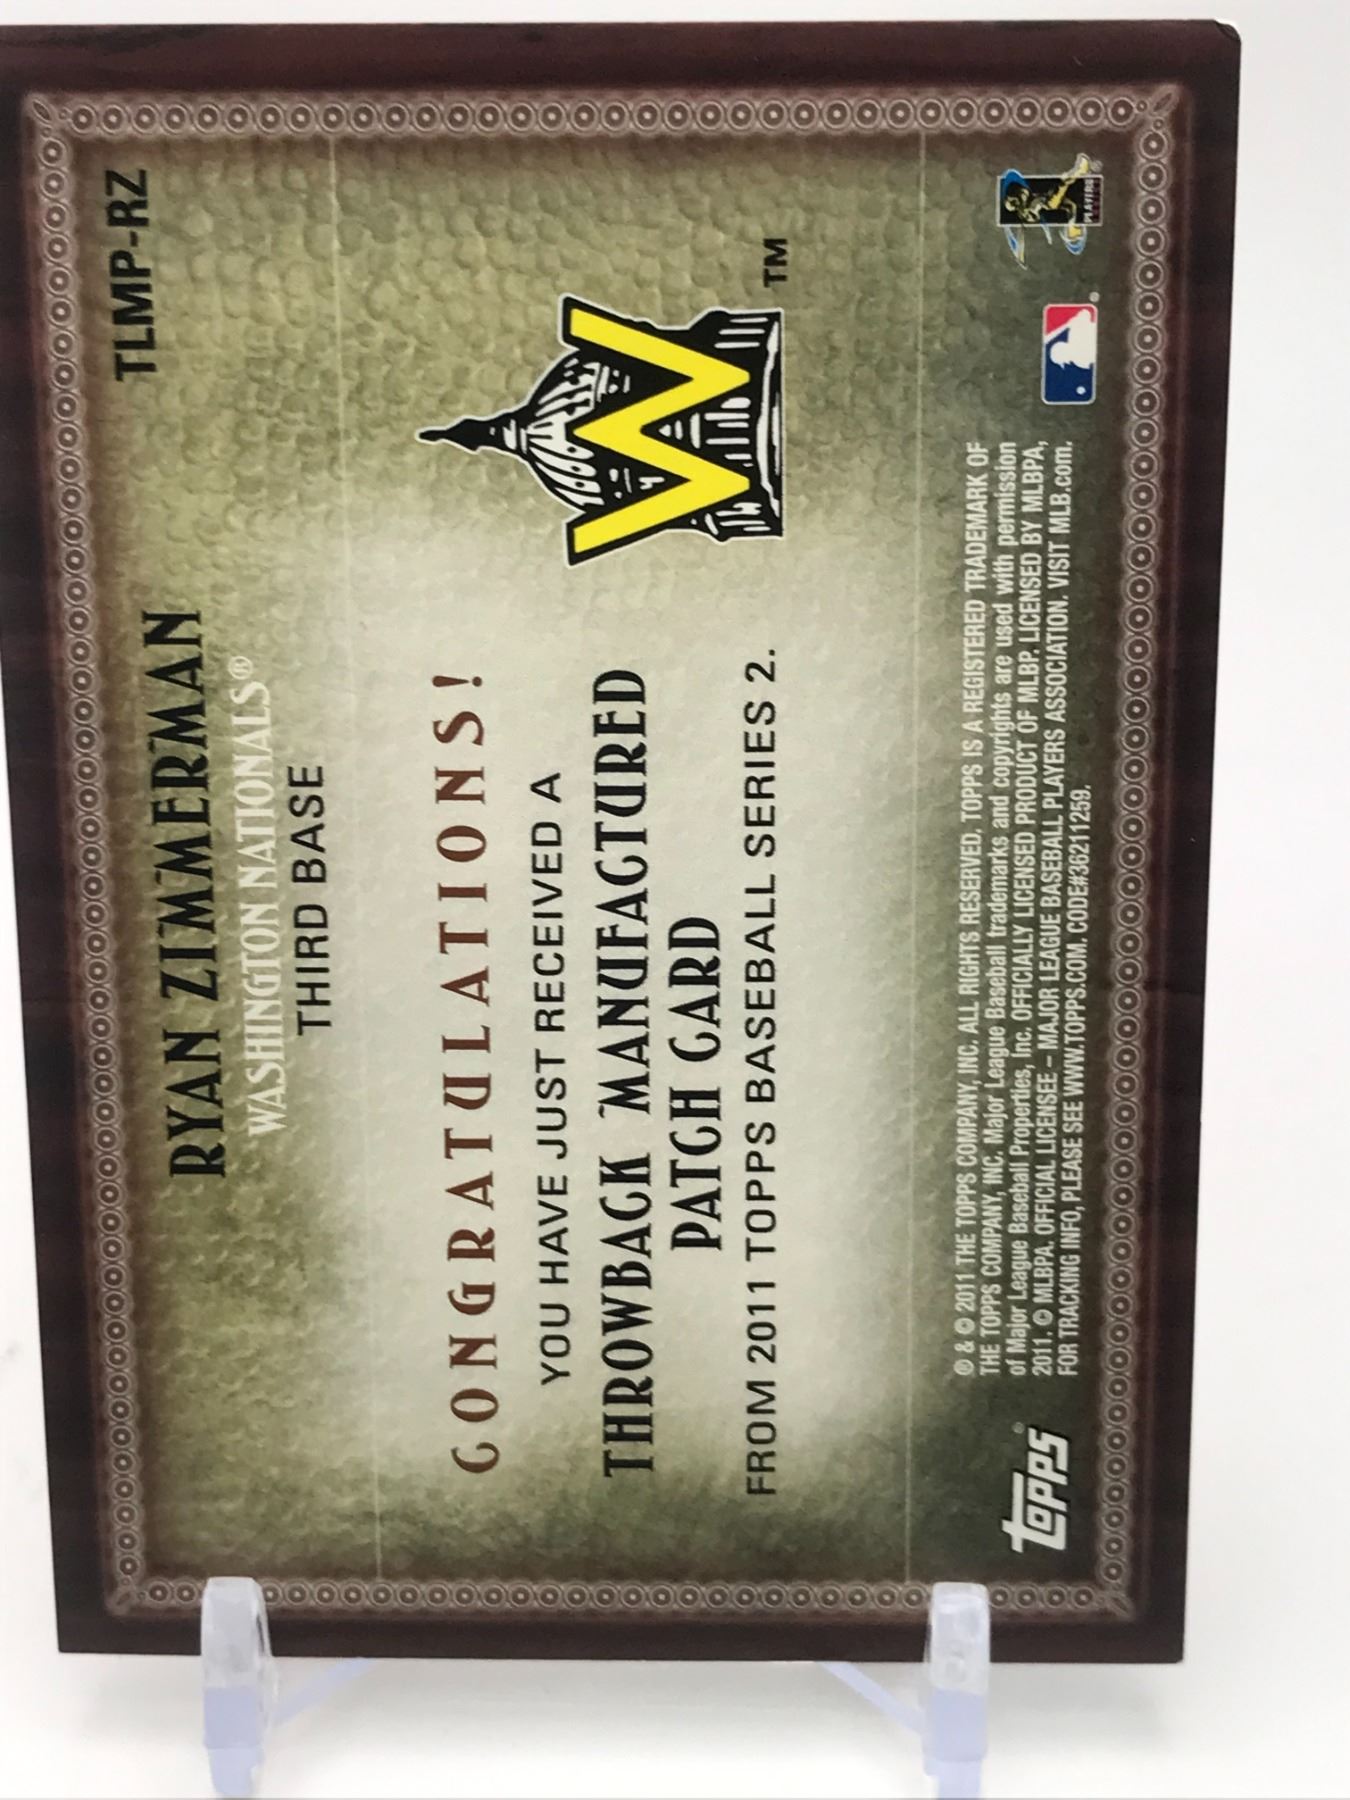 TLMP-RZ
RYAN ZIMMERMAN
WASHINGTON NATIONALS®
THIRD BASE
CONGRATULATIONS!
YOU HAVE JUST RECEIVED A
THROWBACK MANUFACTURED
PATCH CARD
FROM 2011 TOPPS BASEBALL SERIES 2.
W
TM
® & © 2011 THE TOPPS COMPANY, INC. ALL RIGHTS RESERVED. TOPPS IS A REGISTERED TRADEMARK OF
THE TOPPS COMPANY, INC. Major League Baseball trademarks and copyrights are used with permission
of Major League Baseball Properties, Inc. OFFICIALLY LICENSED PRODUCT OF MLBP. LICENSED BY MLBPA,
2011. © MLBPA. OFFICIAL LICENSEE – MAJOR LEAGUE BASEBALL PLAYERS ASSOCIATION. VISIT MLB.com.
FOR TRACKING INFO, PLEASE SEE WWW.TOPPS.COM. CODE#36211259.
topps®
PLAYERS